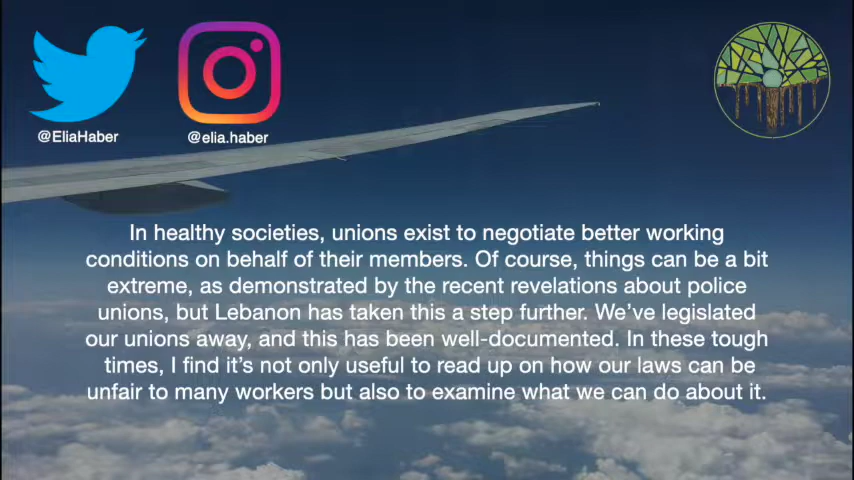 @EliaHaber
@elia.haber
In healthy societies, unions exist to negotiate better working
conditions on behalf of their members. Of course, things can be a bit
extreme, as demonstrated by the recent revelations about police
unions, but Lebanon has taken this a step further. We’ve legislated
our unions away, and this has been well-documented. In these tough
times, I find it’s not only useful to read up on how our laws can be
unfair to many workers but also to examine what we can do about it.